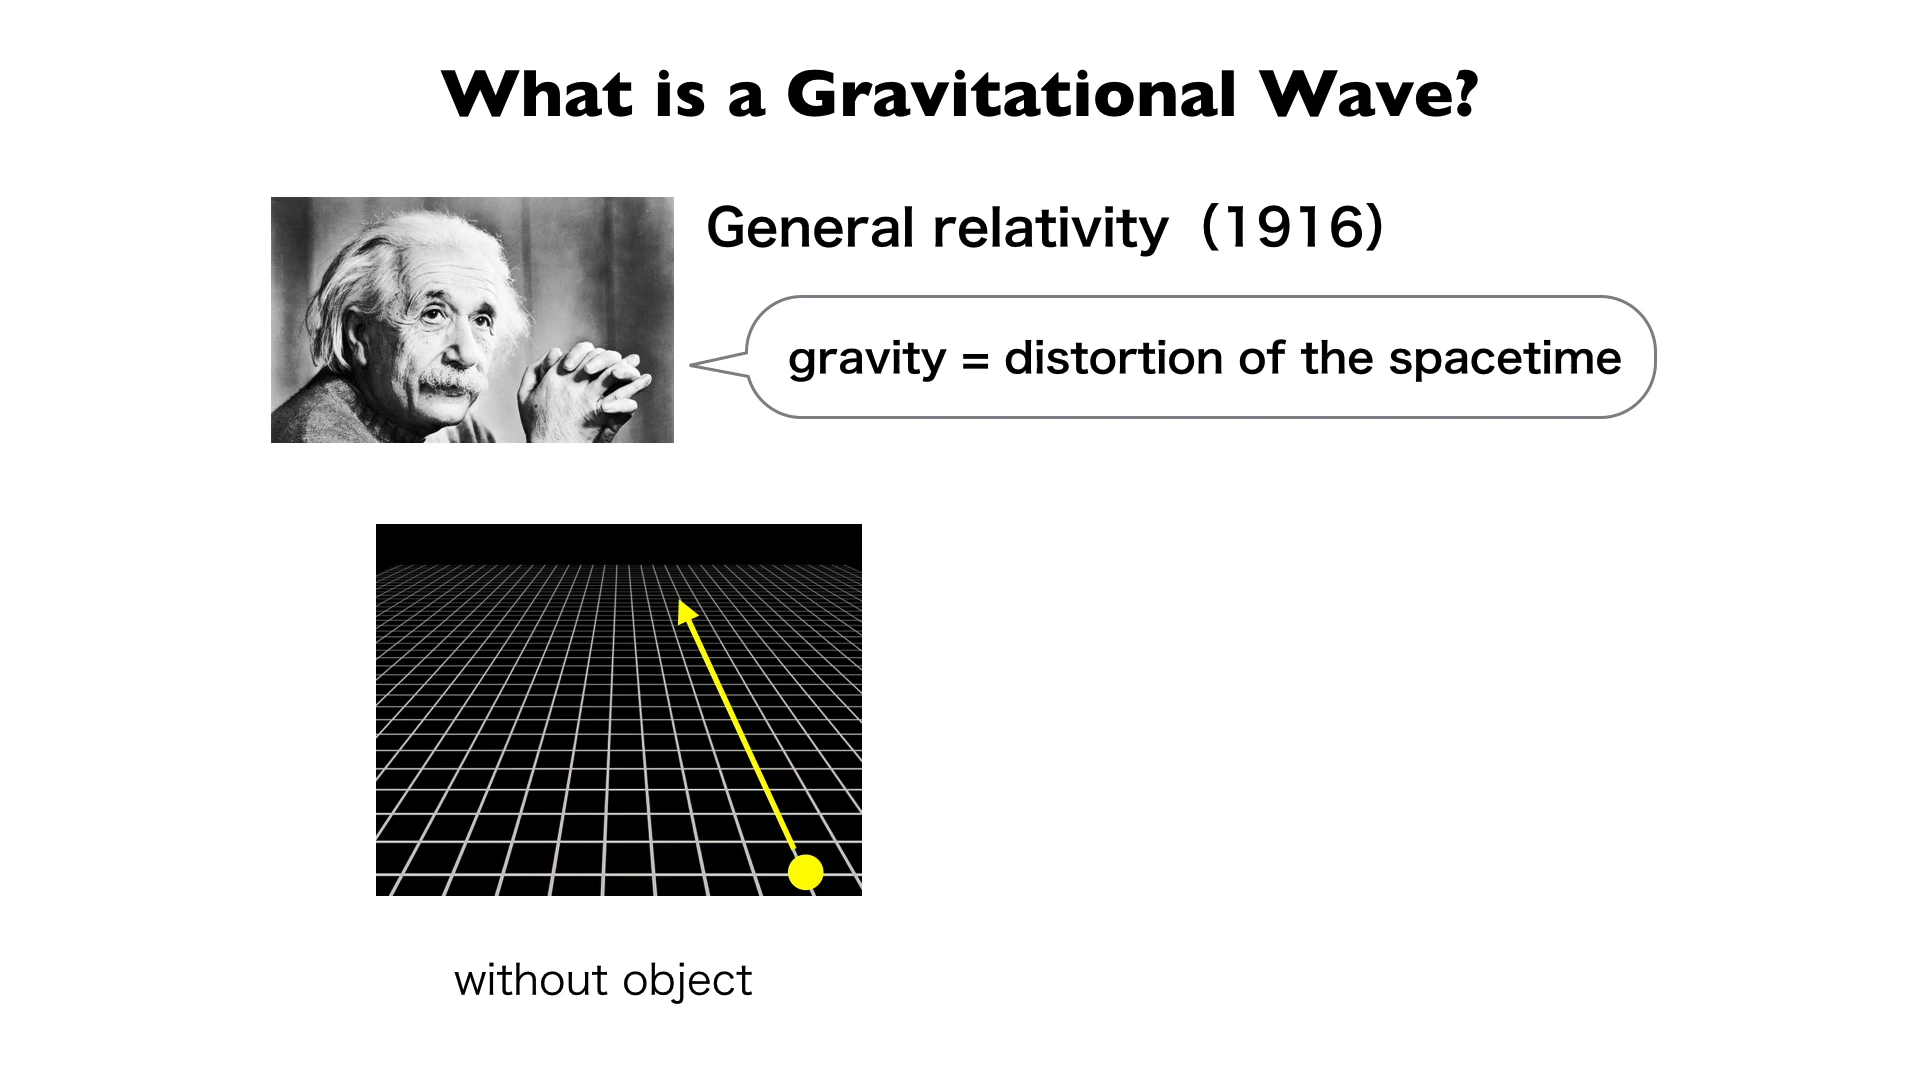 What is a Gravitational Wave?
General relativity（1916）
gravity = distortion of the spacetime
without object